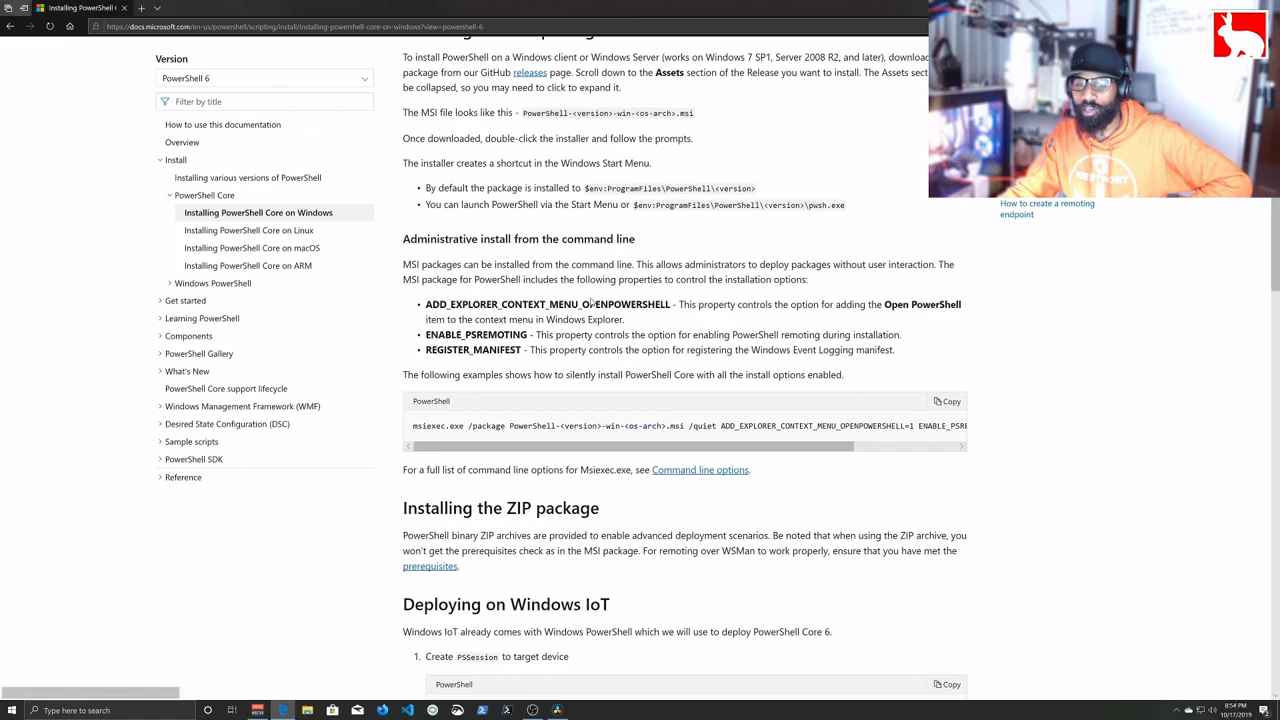 Installing PowerShell C
https://docs.microsoft.com/en-us/powershell/scripting/install/installing-powershell-core-on-windows?view=powershell-6
Version
PowerShell 6
Filter by title
How to use this documentation
Overview
Install
Installing various versions of PowerShell
PowerShell Core
Installing PowerShell Core on Windows
Installing PowerShell Core on Linux
Installing PowerShell Core on macOS
Installing PowerShell Core on ARM
Windows PowerShell
Get started
Learning PowerShell
Components
PowerShell Gallery
What's New
PowerShell Core support lifecycle
Windows Management Framework (WMF)
Desired State Configuration (DSC)
Sample scripts
PowerShell SDK
Reference
To install PowerShell on a Windows client or Windows Server (works on Windows 7 SP1, Server 2008 R2, and later), download
package from our GitHub releases page. Scroll down to the Assets section of the Release you want to install. The Assets sec
be collapsed, so you may need to click to expand it.
The MSI file looks like this - PowerShell-<version>-win-<os-arch>.msi
Once downloaded, double-click the installer and follow the prompts.
The installer creates a shortcut in the Windows Start Menu.
• By default the package is installed to $env:ProgramFiles\PowerShell\<version>
• You can launch PowerShell via the Start Menu or $env:ProgramFiles\PowerShell\<version>\pwsh.exe
Administrative install from the command line
MSI packages can be installed from the command line. This allows administrators to deploy packages without user interaction. The
MSI package for PowerShell includes the following properties to control the installation options:
• ADD_EXPLORER_CONTEXT_MENU_OPENPOWERSHELL - This property controls the option for adding the Open PowerShell
item to the context menu in Windows Explorer.
• ENABLE_PSREMOTING - This property controls the option for enabling PowerShell remoting during installation.
• REGISTER_MANIFEST - This property controls the option for registering the Windows Event Logging manifest.
The following examples shows how to silently install PowerShell Core with all the install options enabled.
PowerShell
Copy
msiexec.exe /package PowerShell-<version>-win-<os-arch>.msi /quiet ADD_EXPLORER_CONTEXT_MENU_OPENPOWERSHELL=1 ENABLE_PSRE
For a full list of command line options for Msiexec.exe, see Command line options.
Installing the ZIP package
PowerShell binary ZIP archives are provided to enable advanced deployment scenarios. Be noted that when using the ZIP archive, you
won't get the prerequisites check as in the MSI package. For remoting over WSMan to work properly, ensure that you have met the
prerequisites.
Deploying on Windows IoT
Windows IoT already comes with Windows PowerShell which we will use to deploy PowerShell Core 6.
1. Create PSSession to target device
PowerShell
Copy
How to create a remoting
endpoint
WESTPORT
Type here to search
8:54 PM
10/17/2019